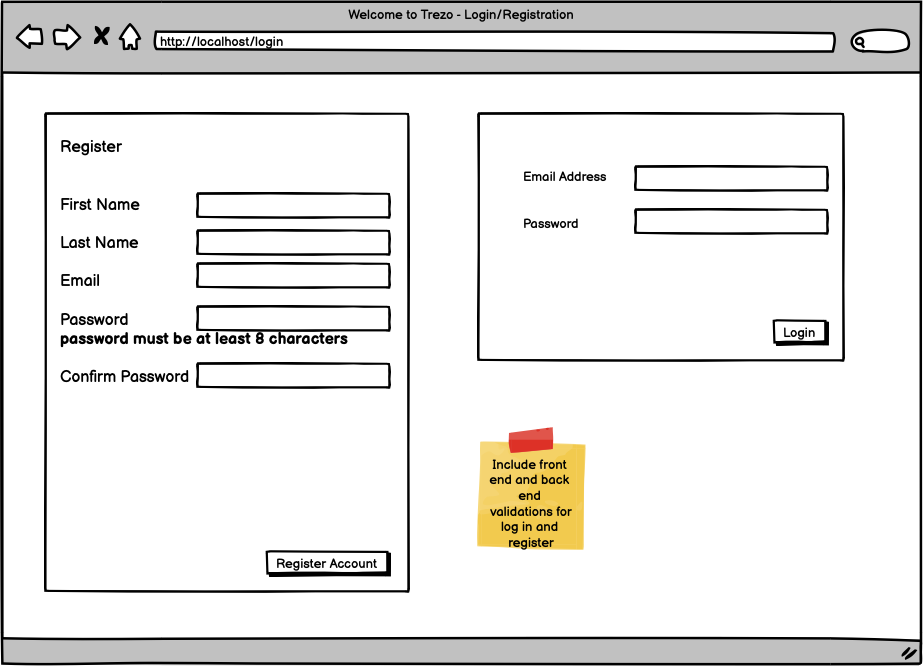 Welcome to Trezo - Login/Registration
http://localhost/login
Register
First Name
Last Name
Email
Password
password must be at least 8 characters
Confirm Password
Register Account
Email Address
Password
Login
Include front
end and back
end
validations for
log in and
register